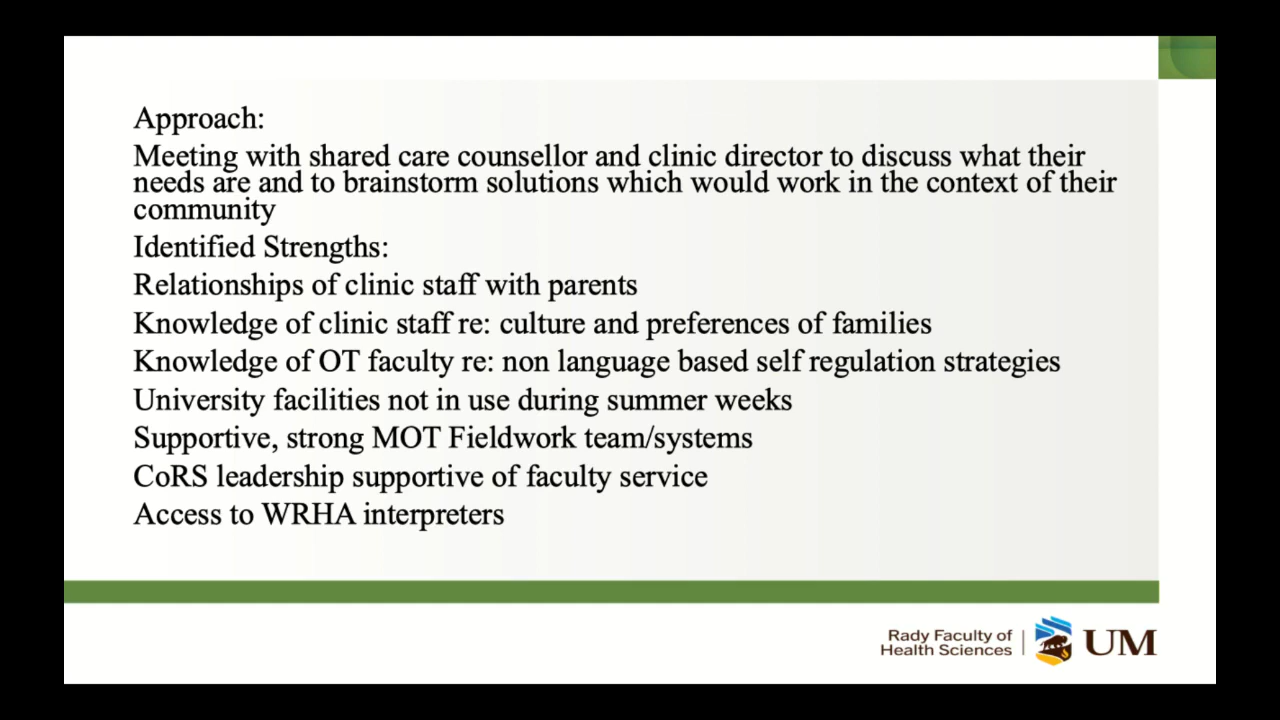 Approach:
Meeting with shared care counsellor and clinic director to discuss what their
needs are and to brainstorm solutions which would work in the context of their
community
Identified Strengths:
Relationships of clinic staff with parents
Knowledge of clinic staff re: culture and preferences of families
Knowledge of OT faculty re: non language based self regulation strategies
University facilities not in use during summer weeks
Supportive, strong MOT Fieldwork team/systems
CoRS leadership supportive of faculty service
Access to WRHA interpreters
Rady Faculty of
Health Sciences
UM